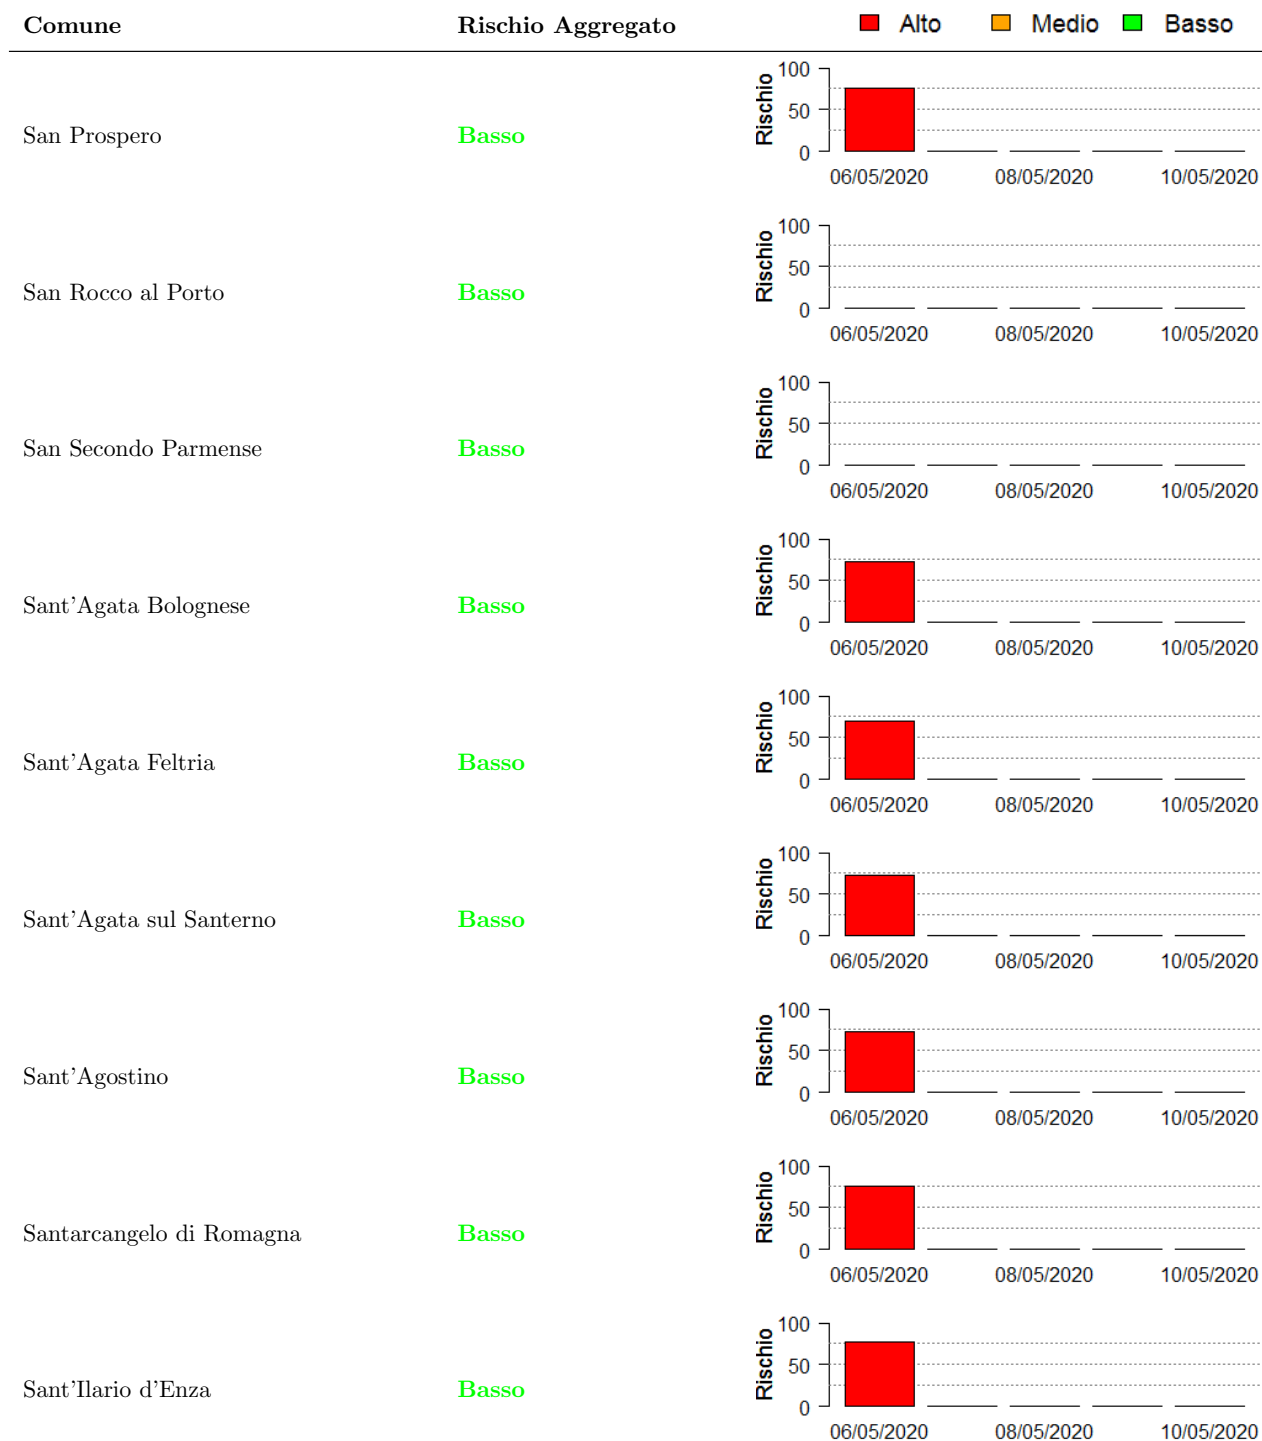 Comune Rischio Aggregato Alto Medio Basso
San Prospero Basso
Rischio
100
50
0
06/05/2020 08/05/2020 10/05/2020
San Rocco al Porto Basso
Rischio
100
50
0
06/05/2020 08/05/2020 10/05/2020
San Secondo Parmense Basso
Rischio
100
50
0
06/05/2020 08/05/2020 10/05/2020
Sant'Agata Bolognese Basso
Rischio
100
50
0
06/05/2020 08/05/2020 10/05/2020
Sant'Agata Feltria Basso
Rischio
100
50
0
06/05/2020 08/05/2020 10/05/2020
Sant'Agata sul Santerno Basso
Rischio
100
50
0
06/05/2020 08/05/2020 10/05/2020
Sant'Agostino Basso
Rischio
100
50
0
06/05/2020 08/05/2020 10/05/2020
Santarcangelo di Romagna Basso
Rischio
100
50
0
06/05/2020 08/05/2020 10/05/2020
Sant'Ilario d'Enza Basso
Rischio
100
50
0
06/05/2020 08/05/2020 10/05/2020